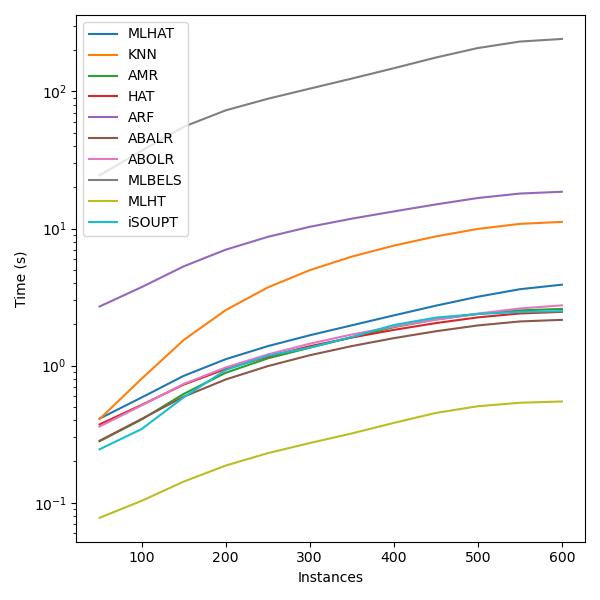 MLHAT
KNN
AMR
HAT
ARF
ABALR
ABOLR
MLBELS
MLHT
iSOUPT
Time (s)
10²
10¹
10⁰
10⁻¹
100 200 300 400 500 600
Instances